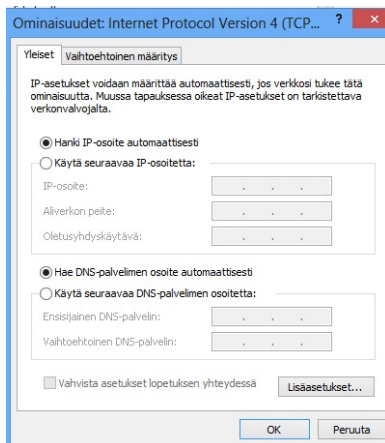 Ominaisuudet: Internet Protocol Version 4 (TCP...
Yleiset
Vaihtoehtoinen määritys
IP-asetukset voidaan määrittää automaattisesti, jos verkkosi tukee tätä
ominaisuutta. Muussa tapauksessa oikeat IP-asetukset on tarkistettava
verkonvalvojalta.
Hanki IP-osoite automaattisesti
Käytä seuraavaa IP-osoitetta:
IP-osoite:
Aliverkon peite:
Oletusyhdyskäytävä:
Hae DNS-palvelimen osoite automaattisesti
Käytä seuraavaa DNS-palvelimen osoitetta:
Ensisijainen DNS-palvelin:
Vaihtoehtoinen DNS-palvelin:
Vahvista asetukset lopetuksen yhteydessä
Lisäasetukset...
OK
Peruuta